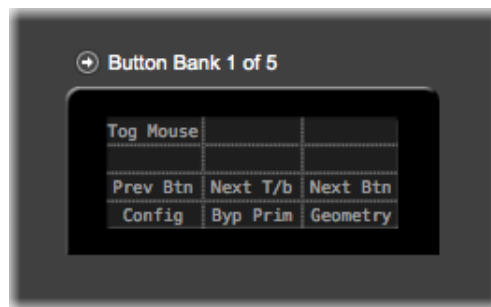 Button Bank 1 of 5
Tog Mouse
Prev Btn Next T/b Next Btn
Config Byp Prim Geometry